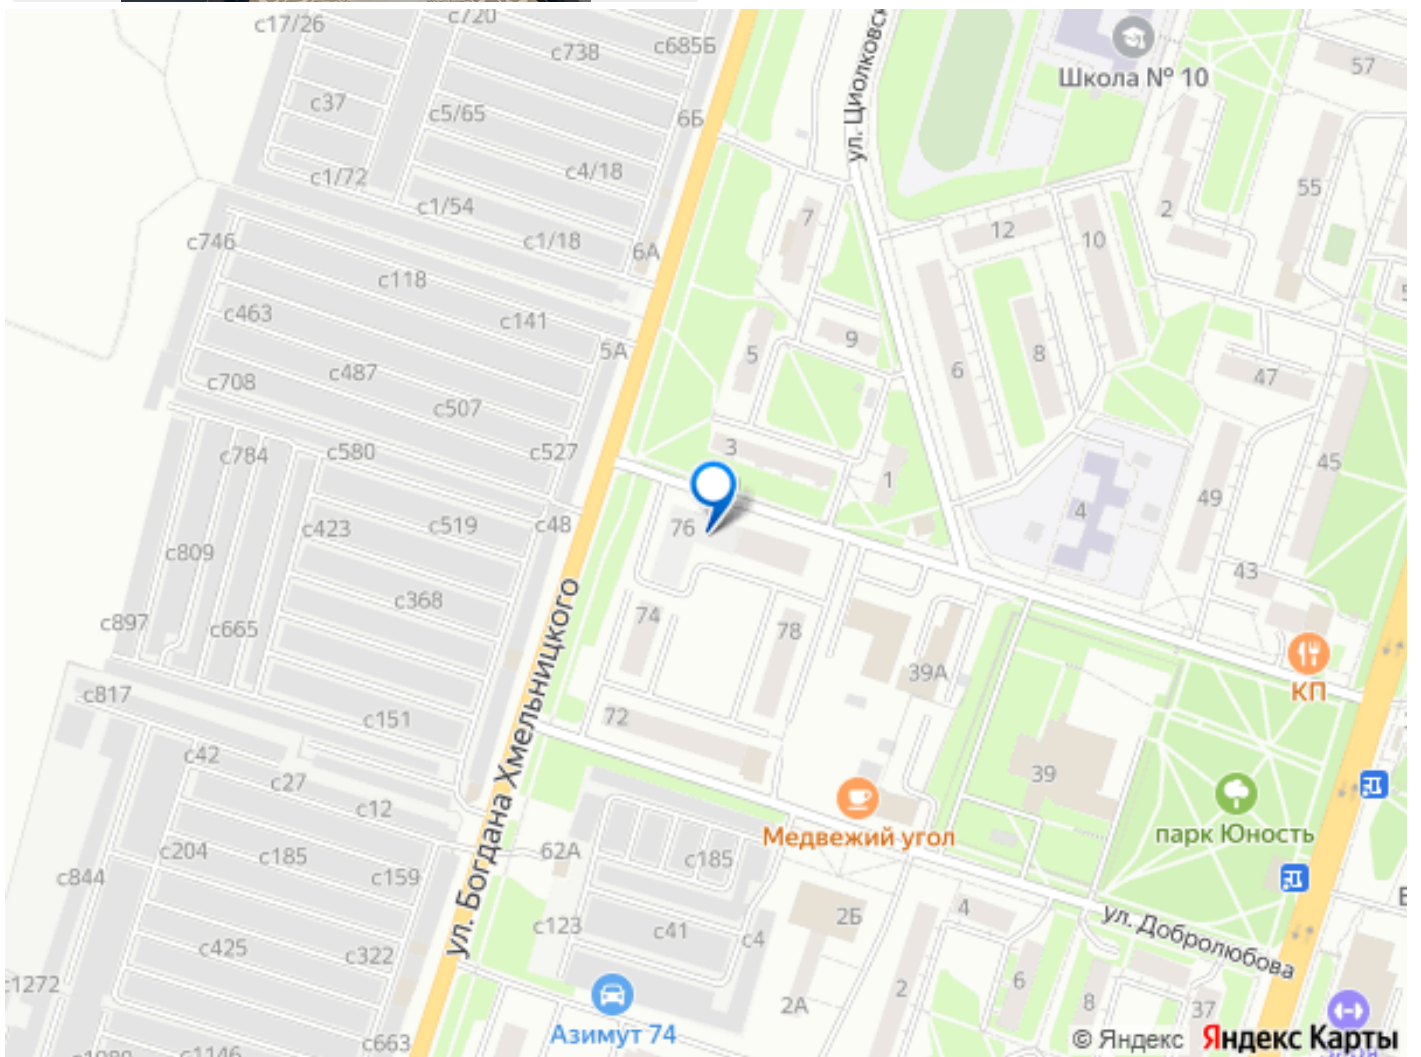 с17/26
с720
с738
с685Б
ул. Циолковск
Школа № 10
57
с37
с5/65
6Б
с1/72
с4/18
с1/54
7
2
55
с746
с1/18
6А
12
10
с118
с463
с141
5А
5
9
6
8
с708
с487
47
с507
с784
с580
с527
3
1
45
49
4
с423
с519
с48
76
с809
43
с368
74
78
с897
с665
39А
КП
с817
с151
72
ул. Богдана Хмельницкого
с42
с27
39
с12
Медвежий угол
парк Юность
с204
с185
62А
с185
с844
с159
4
2Б
ул. Добролюбова
с123
с41
с4
с425
с322
с1272
6
2
8
37
2А
Азимут 74
с663
с1146
© Яндекс Яндекс Карты